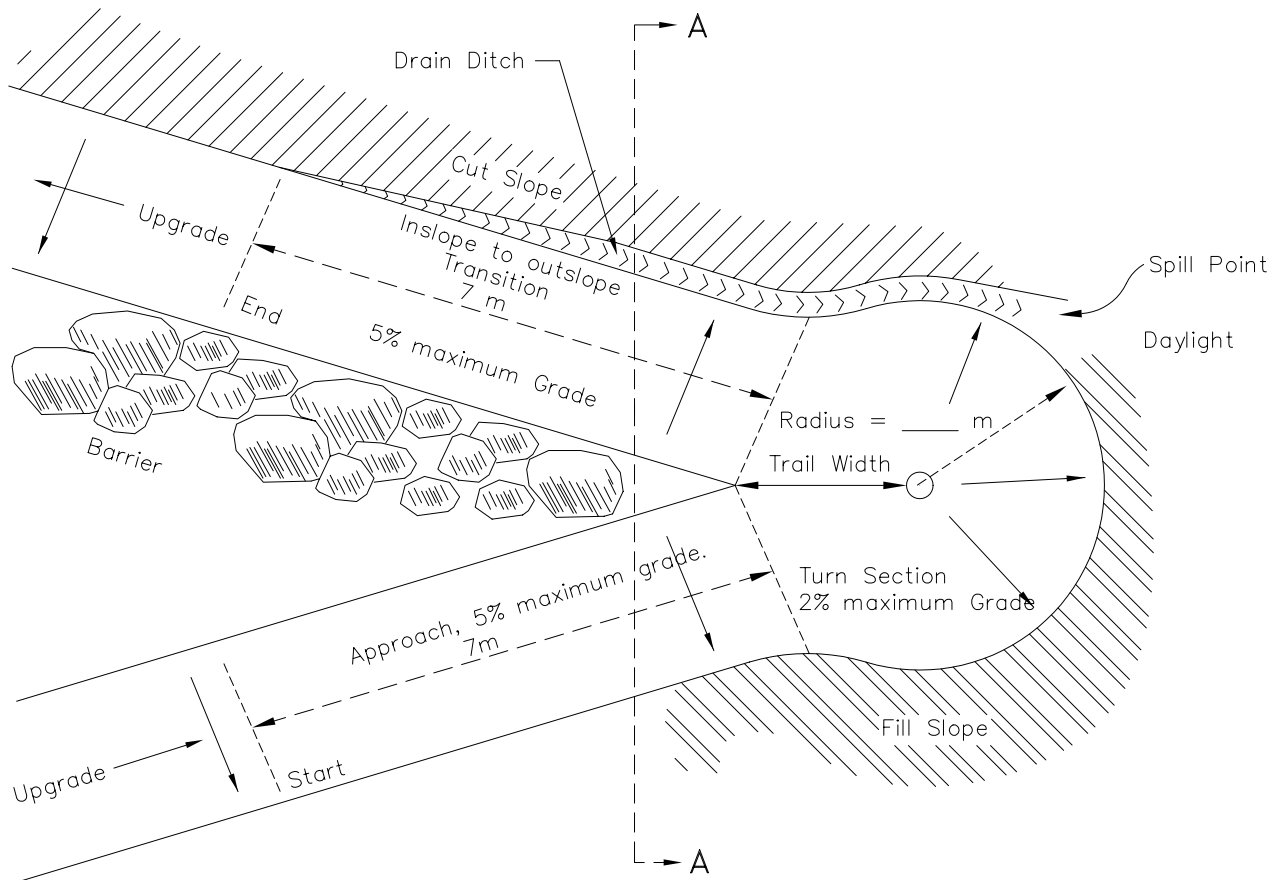 A
Drain Ditch
Cut Slope
Spill Point
Upgrade
Inslope to outslope
Transition
7 m
End
Daylight
5% maximum Grade
Radius = ____ m
Barrier
Trail Width
Approach, 5% maximum grade.
7m
Turn Section
2% maximum Grade
Fill Slope
Upgrade
Start
A